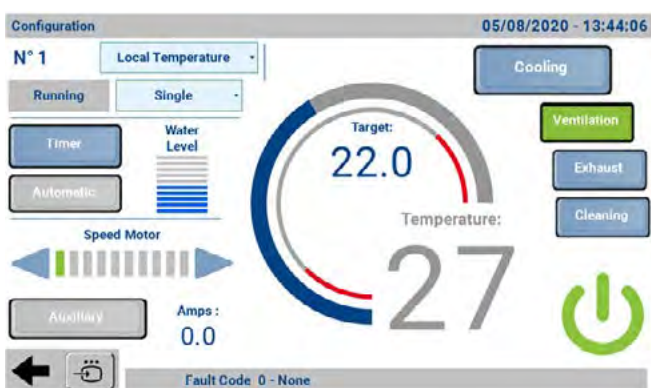 Configuration
05/08/2020 - 13:44:06
N° 1
Local Temperature
Cooling
Running
Single
Ventilation
Timer
Water
Level
Target:
22.0
Exhaust
Automatic
Cleaning
Temperature:
27
Speed Motor
Auxiliary
Amps :
0.0
Fault Code 0 - None